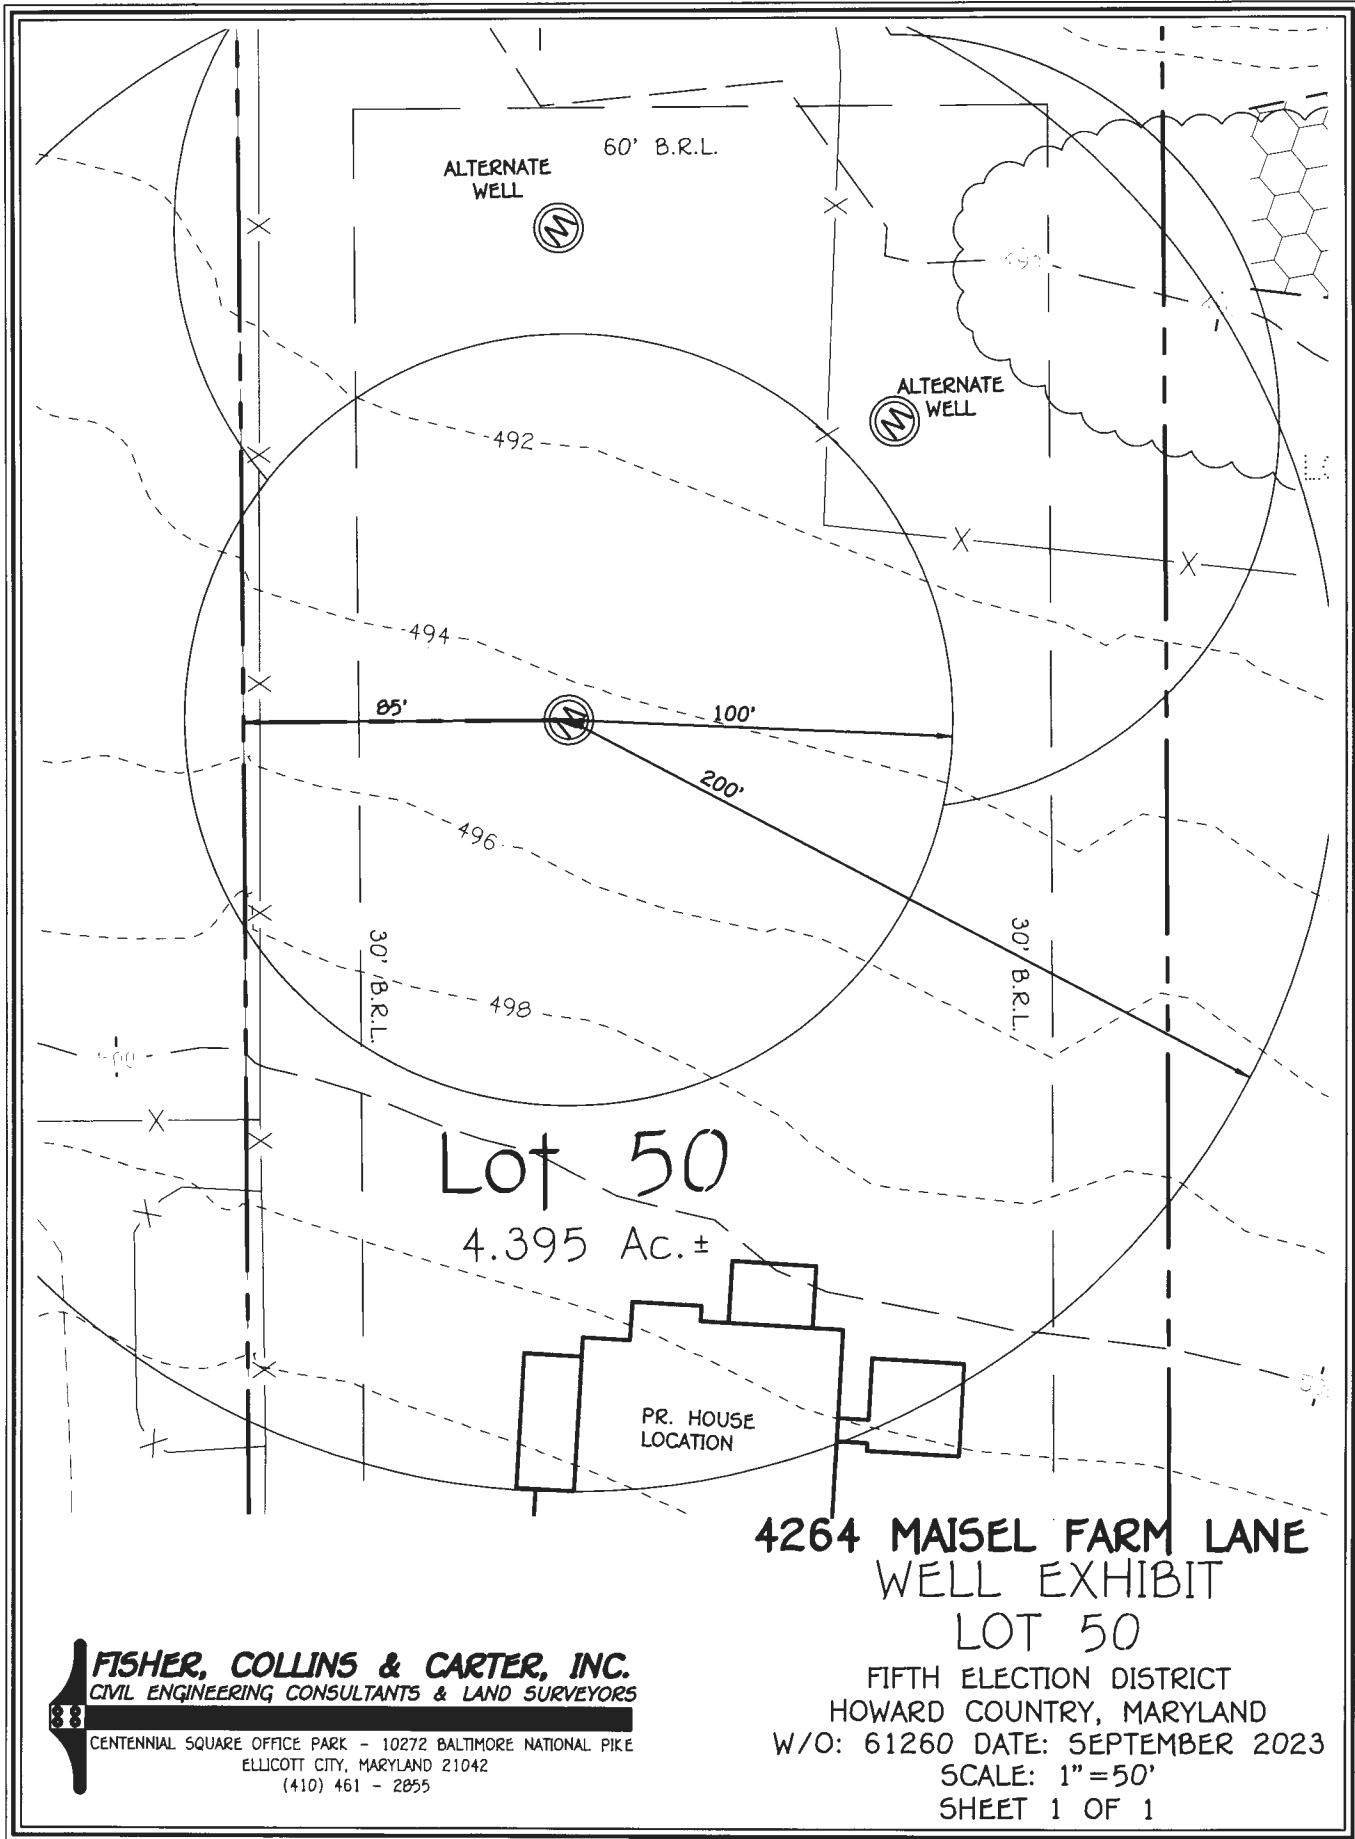 60' B.R.L.
ALTERNATE
WELL
W
ALTERNATE
WELL
W
492
494
85'
W
100'
200'
496
30' B.R.L.
30' B.R.L.
498
Lot 50
4.395 Ac.±
PR. HOUSE
LOCATION
4264 MAISEL FARM LANE
WELL EXHIBIT
LOT 50
FIFTH ELECTION DISTRICT
HOWARD COUNTRY, MARYLAND
W/O: 61260 DATE: SEPTEMBER 2023
SCALE: 1"=50'
SHEET 1 OF 1
FISHER, COLLINS & CARTER, INC.
CIVIL ENGINEERING CONSULTANTS & LAND SURVEYORS
CENTENNIAL SQUARE OFFICE PARK - 10272 BALTIMORE NATIONAL PIKE
ELLICOTT CITY, MARYLAND 21042
(410) 461 - 2855